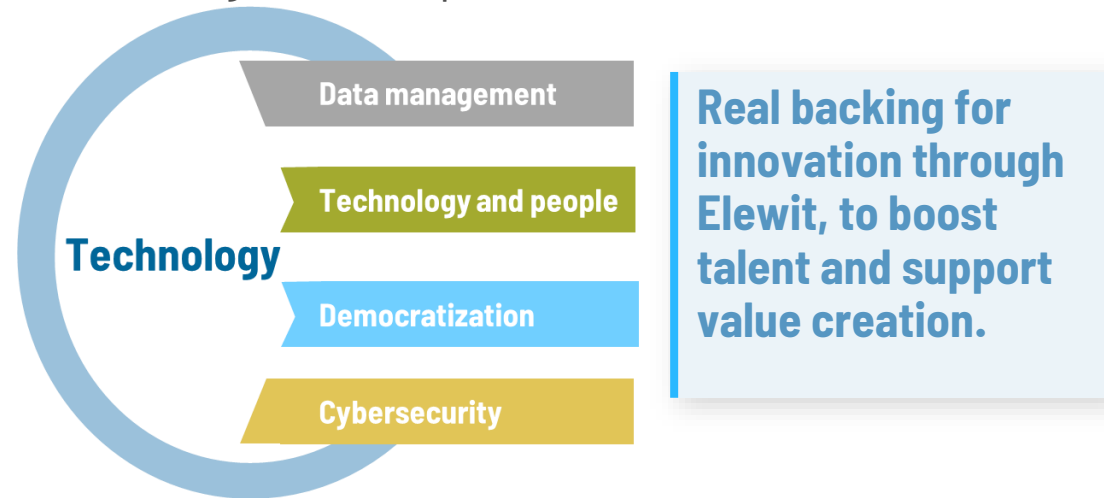 Data management
Technology and people
Technology
Democratization
Cybersecurity
Real backing for
innovation through
Elewit, to boost
talent and support
value creation.